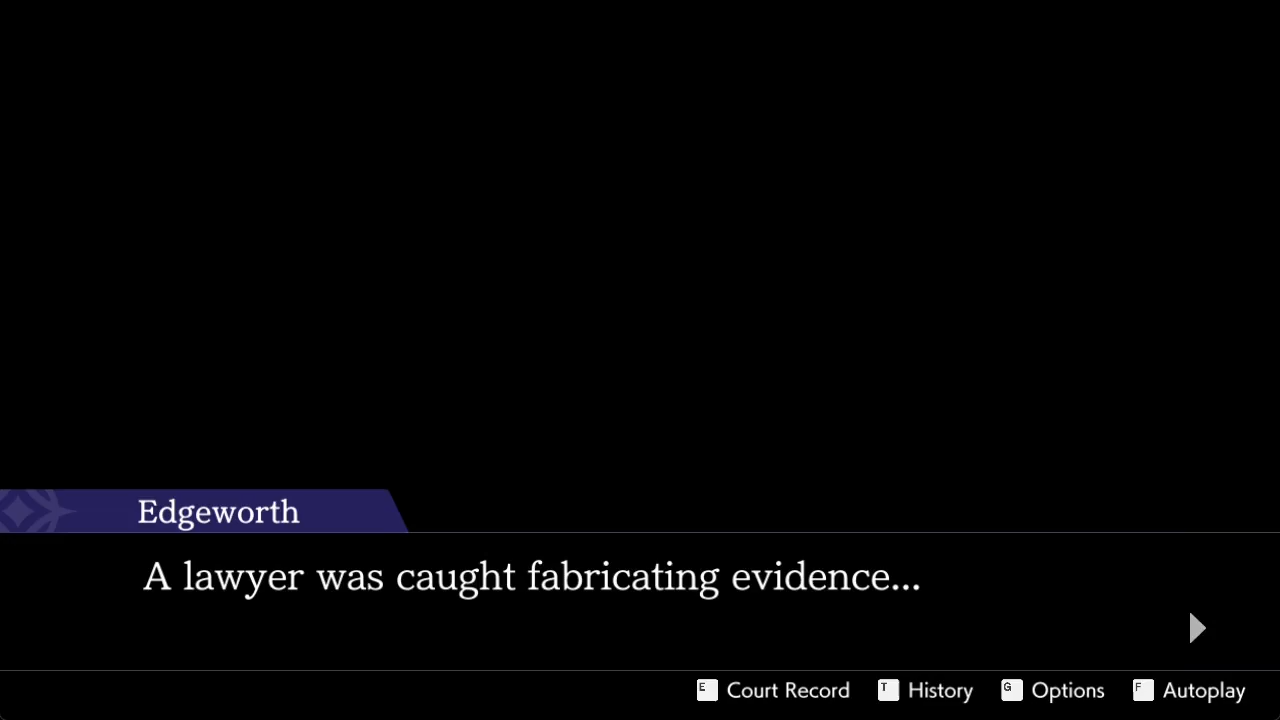 Edgeworth
A lawyer was caught fabricating evidence...
E Court Record T History G Options F Autoplay